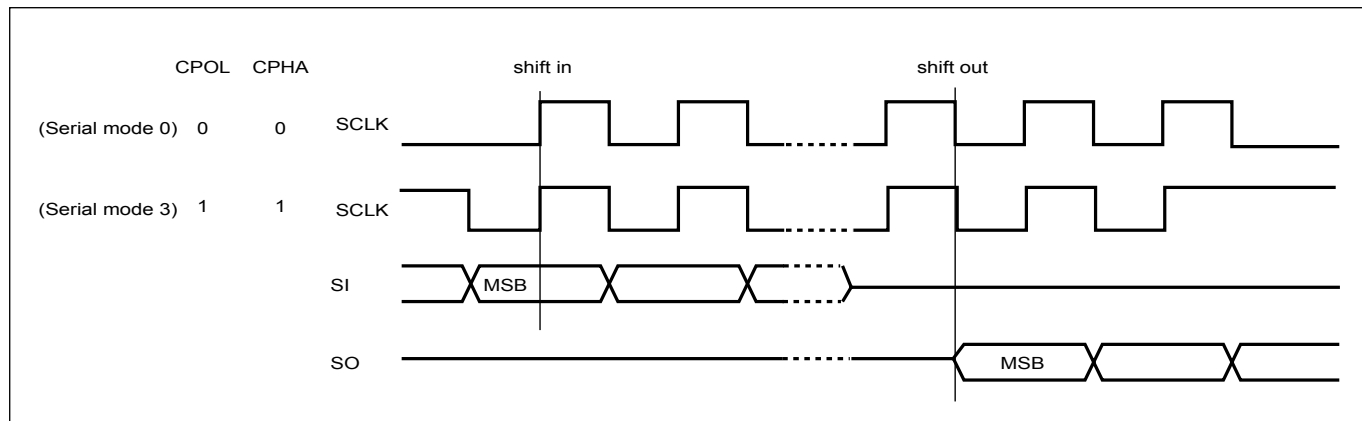 CPOL CPHA shift in shift out
(Serial mode 0) 0 0 SCLK
(Serial mode 3) 1 1 SCLK
SI MSB
SO MSB